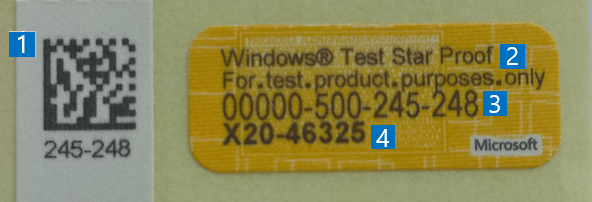 1
245-248
Windows® Test Star Proof 2
For.test.product.purposes.only
00000-500-245-248 3
X20-46325 4
Microsoft